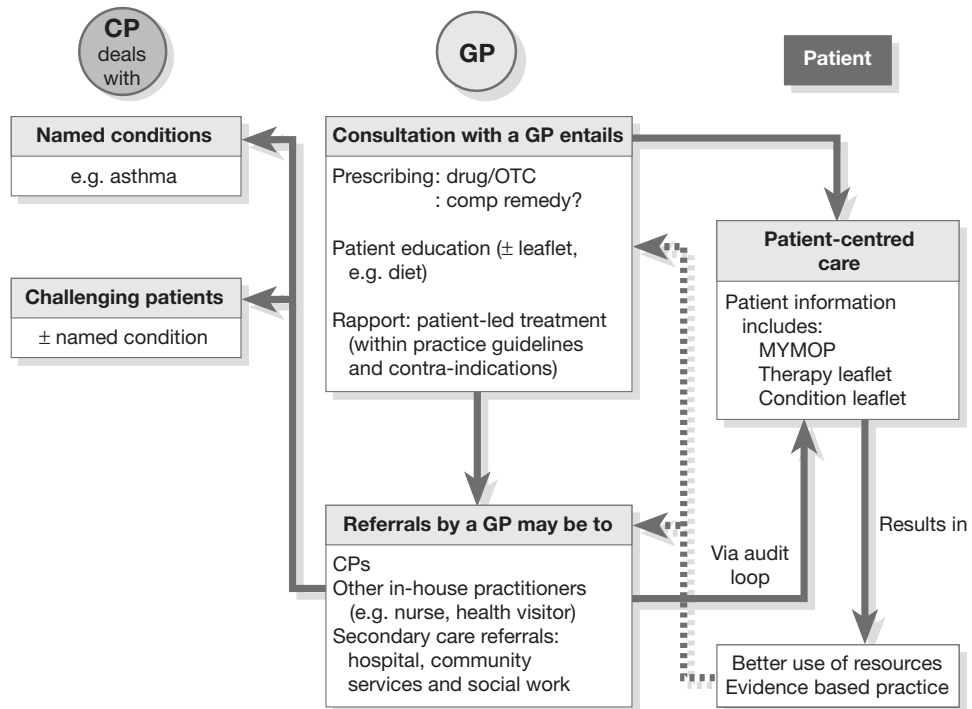 CP
deals
with
GP
Patient
Named conditions
e.g. asthma
Challenging patients
± named condition
Consultation with a GP entails
Prescribing: drug/OTC
: comp remedy?
Patient education (± leaflet,
e.g. diet)
Rapport: patient-led treatment
(within practice guidelines
and contra-indications)
Referrals by a GP may be to
CPs
Other in-house practitioners
(e.g. nurse, health visitor)
Secondary care referrals:
hospital, community
services and social work
Patient-centred
care
Patient information
includes:
MYMOP
Therapy leaflet
Condition leaflet
Via audit
loop
Results in
Better use of resources
Evidence based practice